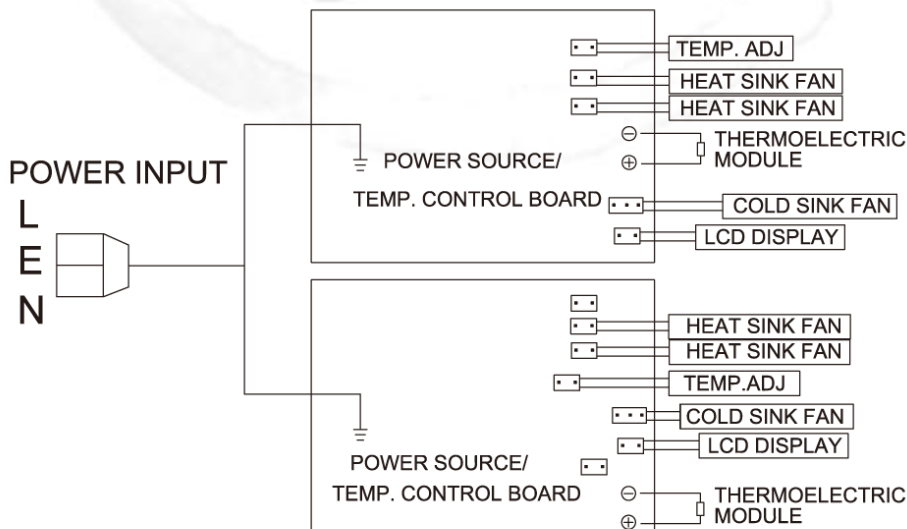 POWER INPUT
L
E
N
TEMP. ADJ
HEAT SINK FAN
HEAT SINK FAN
⊖
⊕
THERMOELECTRIC
MODULE
POWER SOURCE/
TEMP. CONTROL BOARD
COLD SINK FAN
LCD DISPLAY
HEAT SINK FAN
HEAT SINK FAN
TEMP.ADJ
COLD SINK FAN
LCD DISPLAY
POWER SOURCE/
TEMP. CONTROL BOARD
⊖
⊕
THERMOELECTRIC
MODULE